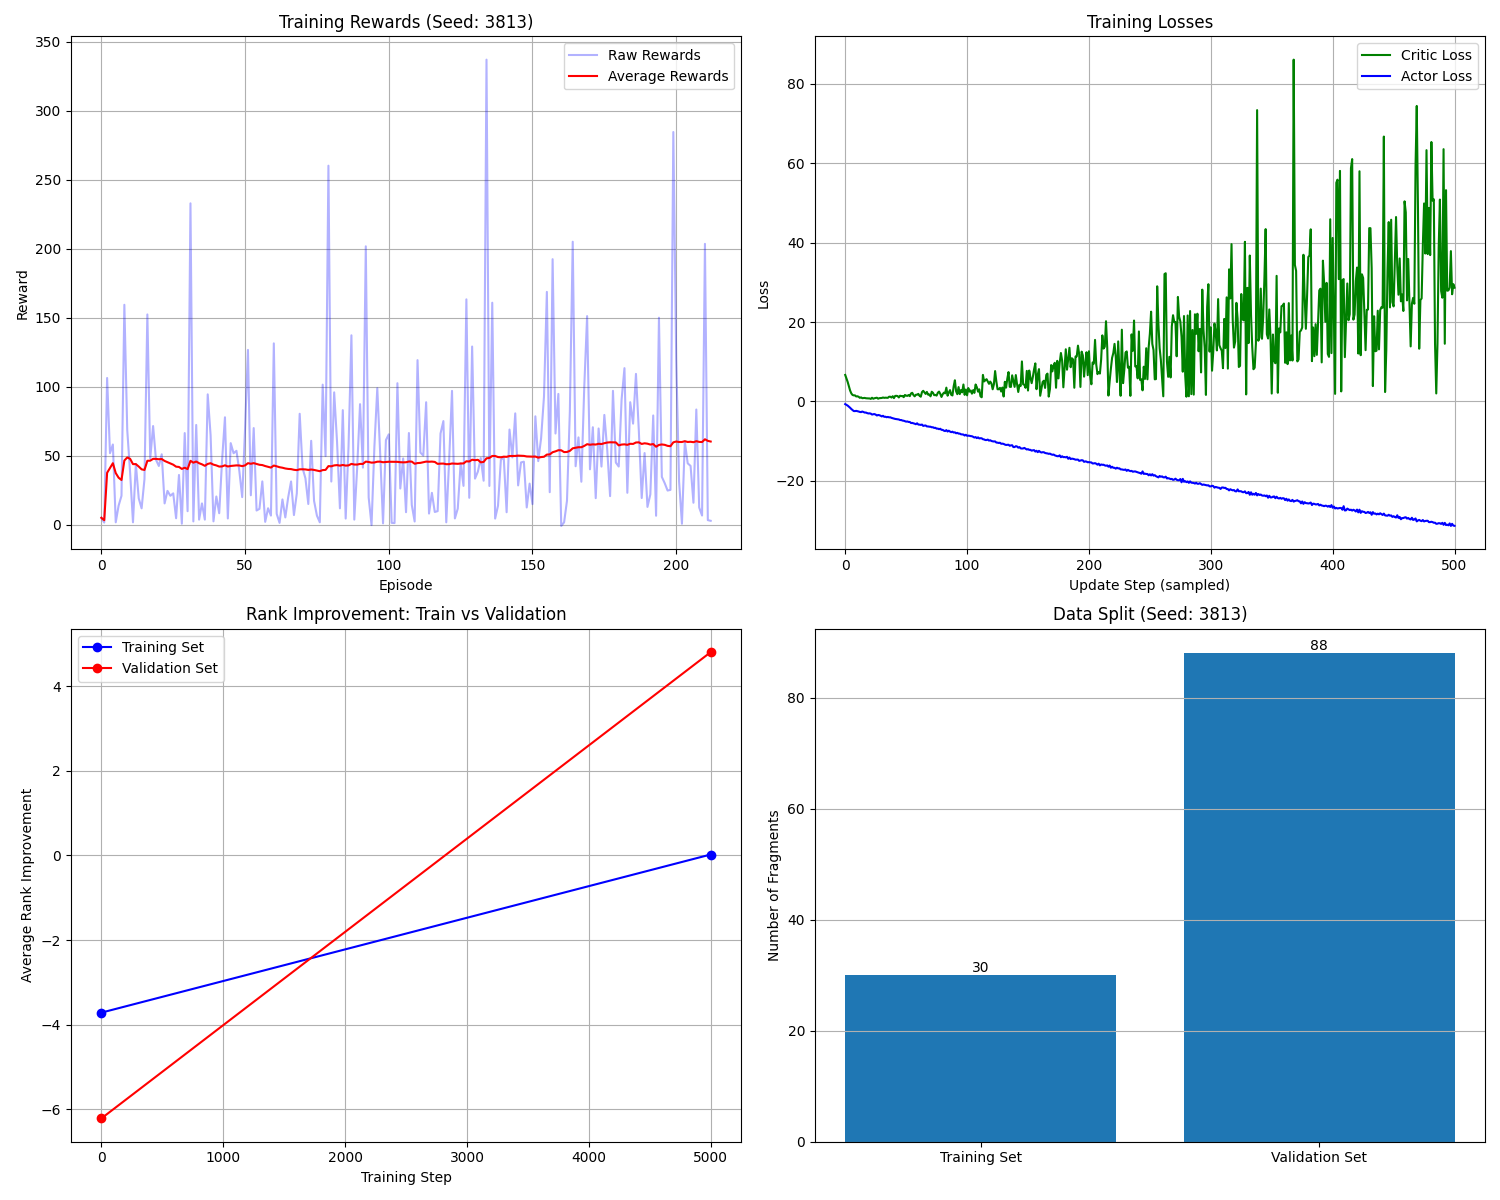 Training Rewards (Seed: 3813)
Raw Rewards
Average Rewards
Reward
350
300
250
200
150
100
50
0
0 50 100 150 200
Episode
Training Losses
Critic Loss
Actor Loss
Loss
80
60
40
20
0
−20
0 100 200 300 400 500
Update Step (sampled)
Rank Improvement: Train vs Validation
Training Set
Validation Set
Average Rank Improvement
4
2
0
−2
−4
−6
0 1000 2000 3000 4000 5000
Training Step
Data Split (Seed: 3813)
Number of Fragments
80
60
40
20
0
30
88
Training Set Validation Set